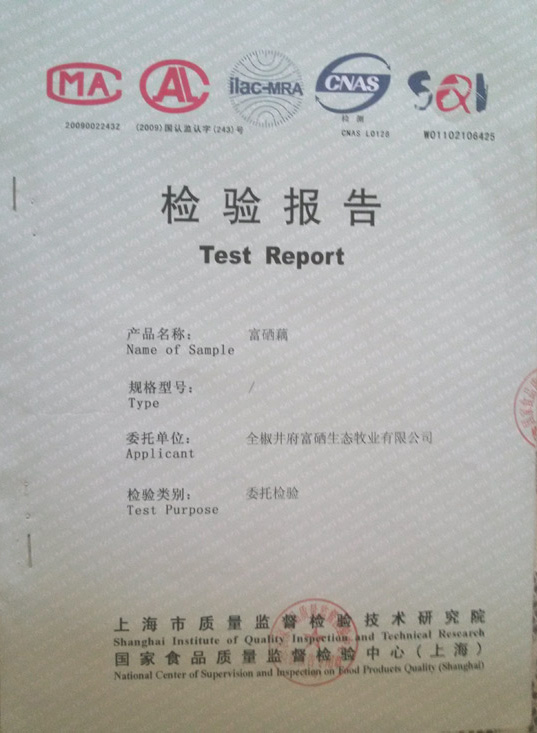 MA
AL
ilac-MRA
CNAS
SQI
2009002243Z
(2009)国认监认字(243)号
检 测
CNAS L0128
W01102106425
检验报告
Test Report
产品名称： 富硒藕
Name of Sample
规格型号： /
Type
委托单位： 全椒井府富硒生态牧业有限公司
Applicant
检验类别： 委托检验
Test Purpose
上海市质量监督检验技术研究院
Shanghai Institute of Quality Inspection and Technical Research
国家食品质量监督检验中心(上海)
National Center of Supervision and Inspection on Food Products Quality (Shanghai)